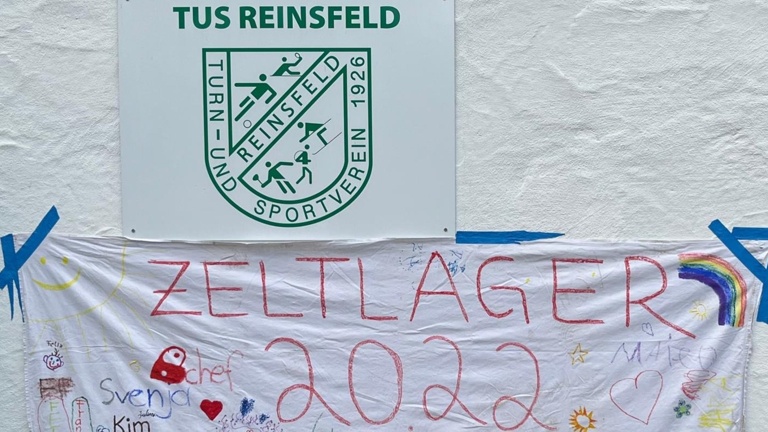 TUS REINSFELD
TURN-UND SPORTVEREIN 1926
REINSFELD
ZELTLAGER
2022
chef
Svenja
Kim